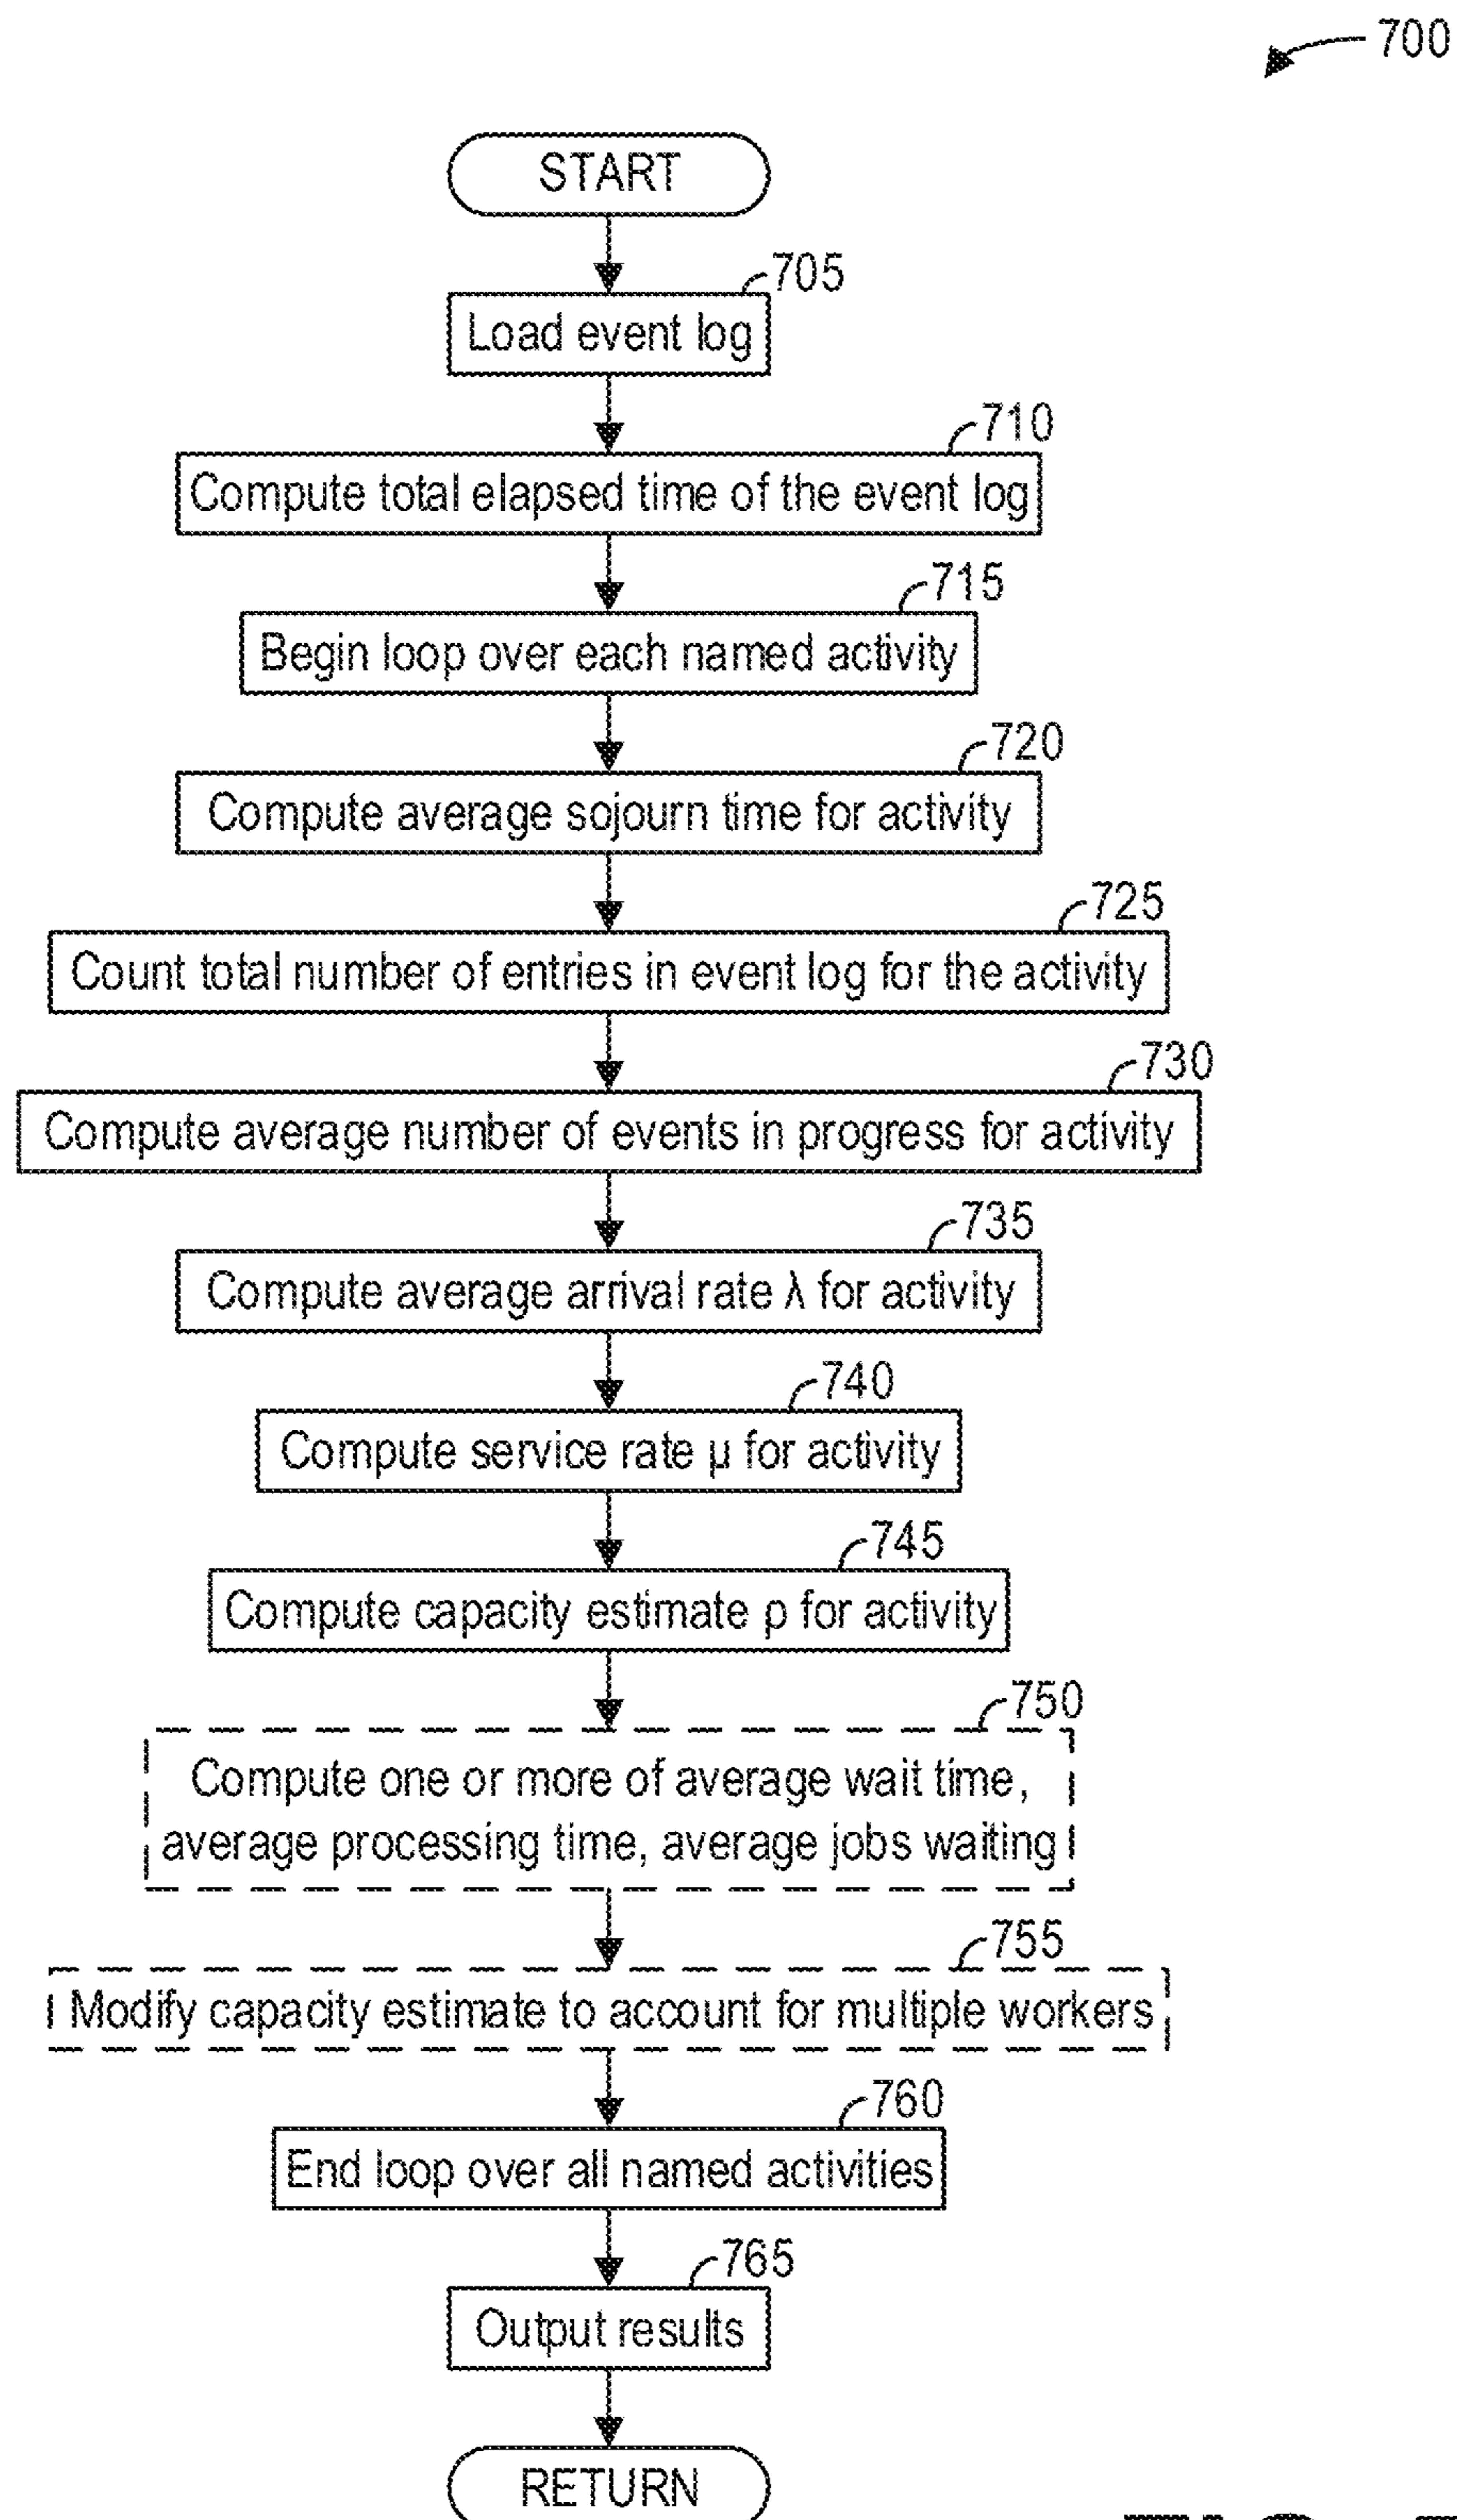 700
START
705
Load event log
710
Compute total elapsed time of the event log
715
Begin loop over each named activity
720
Compute average sojourn time for activity
725
Count total number of entries in event log for the activity
730
Compute average number of events in progress for activity
735
Compute average arrival rate λ for activity
740
Compute service rate μ for activity
745
Compute capacity estimate ρ for activity
750
Compute one or more of average wait time,
average processing time, average jobs waiting
755
Modify capacity estimate to account for multiple workers
760
End loop over all named activities
765
Output results
RETURN